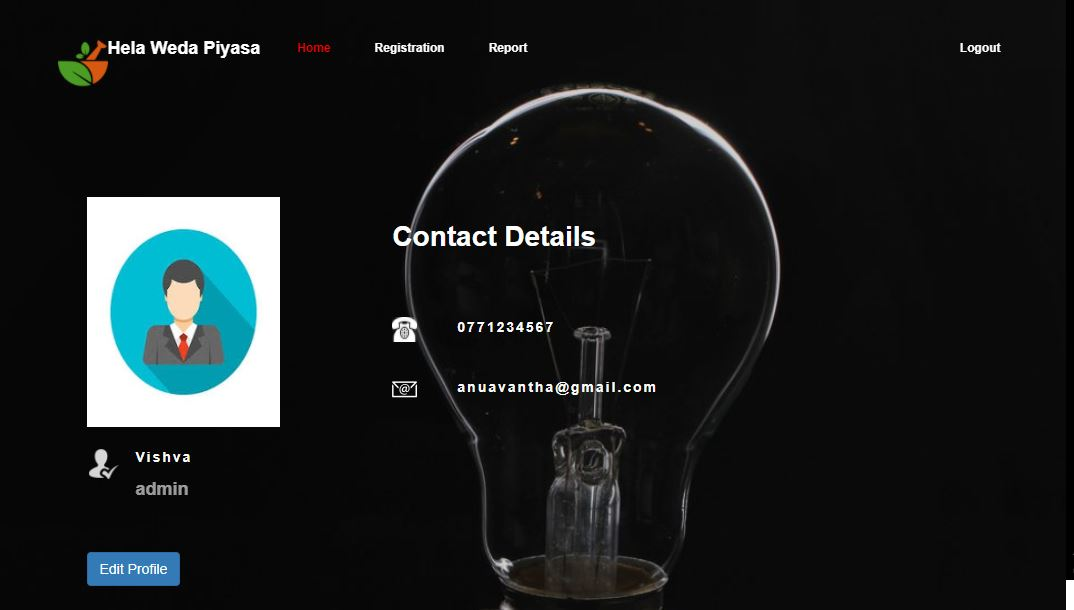 Hela Weda Piyasa Home Registration Report Logout
Contact Details
0771234567
anuavantha@gmail.com
Vishva
admin
Edit Profile